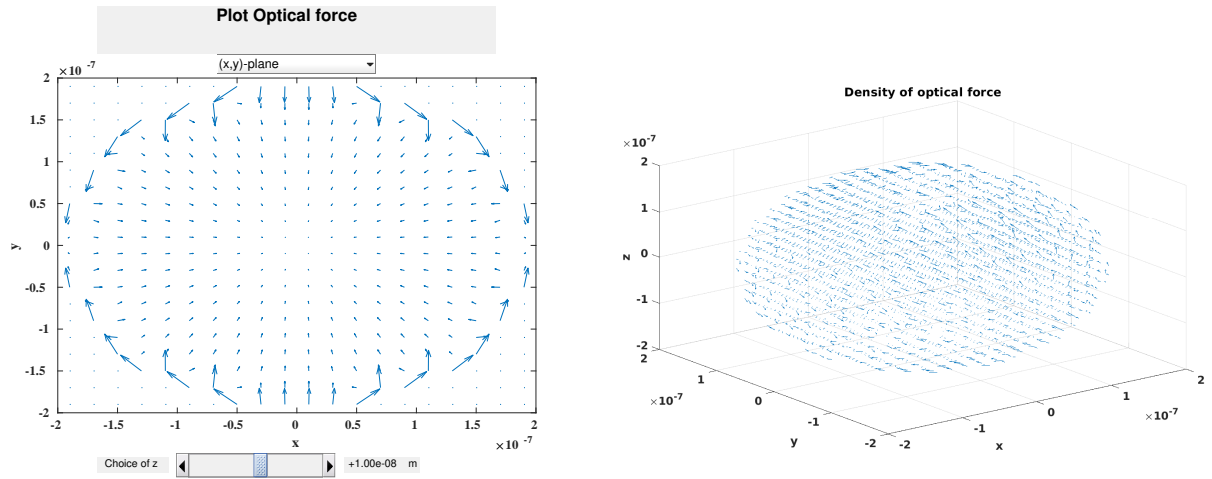 Plot Optical force
(x,y)-plane
×10 -7
2
1.5
1
0.5
0
-0.5
-1
-1.5
-2
y
-2 -1.5 -1 -0.5 0 0.5 1 1.5 2
x
×10 -7
Choice of z +1.00e-08 m
Density of optical force
×10-7
2
1
0
-1
-2
z
2
1
0
-1
-2
×10-7
y
-2
-1
0
1
2
×10-7
x